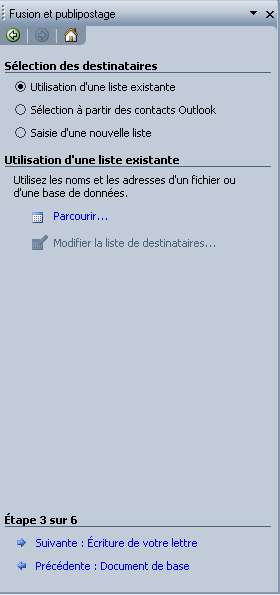 Fusion et publipostage
Sélection des destinataires
Utilisation d'une liste existante
Sélection à partir des contacts Outlook
Saisie d'une nouvelle liste
Utilisation d'une liste existante
Utilisez les noms et les adresses d'un fichier ou
d'une base de données.
Parcourir...
Modifier la liste de destinataires...
Étape 3 sur 6
Suivante : Écriture de votre lettre
Précédente : Document de base